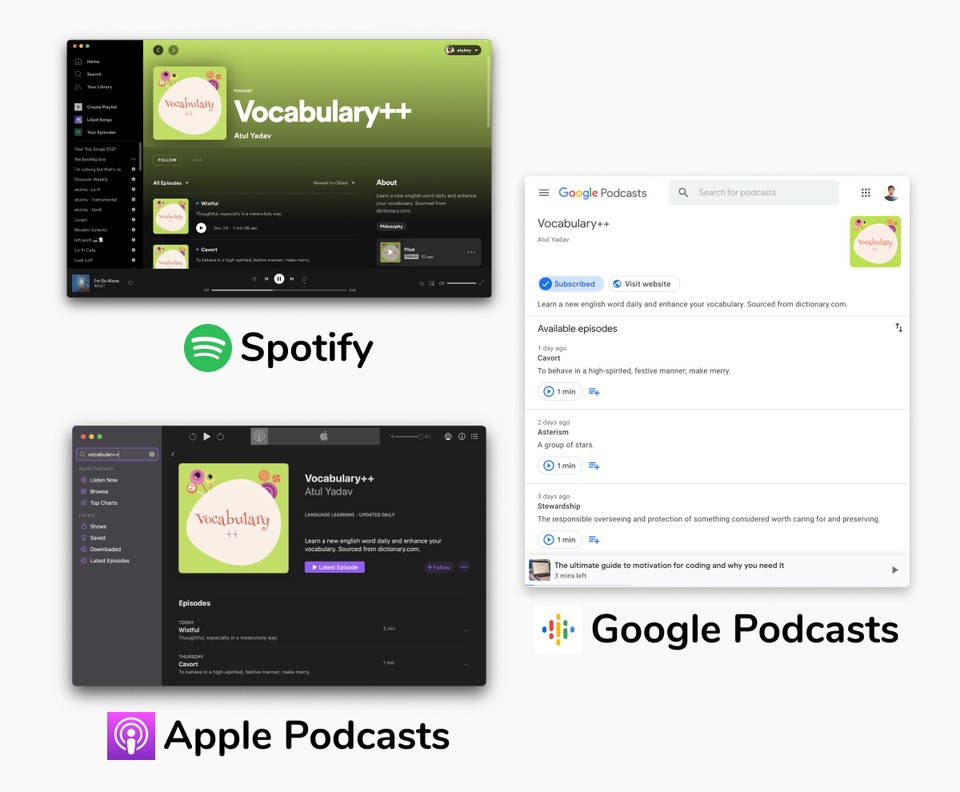 Home
Search
Your Library
Create Playlist
Liked Songs
Your Episodes
Your Top Songs 2021
the bootleg boy
I'm cyborg but that's ok
Discover Weekly
atulmy - Lo-Fi
atulmy - Instrumental
atulmy - hindi
Lorem
Modern Eclectic
left work
Lo-Fi Cafe
Lush Lofi
I'm So Alone
atulmy
Vocabulary
++
PODCAST
Vocabulary++
Atul Yadav
FOLLOW
All Episodes
Newest to Oldest
Vocabulary
++
Wistful
Thoughtful, especially in a melancholy way.
Dec 24 · 1 min 58 sec
Vocabulary
Cavort
To behave in a high-spirited, festive manner; make merry.
About
Learn a new english word daily and enhance
your vocabulary. Sourced from
dictionary.com.
Philosophy
Pilot
10 sec
Spotify
vocabular++
Apple Podcasts
Listen Now
Browse
Top Charts
Library
Shows
Saved
Downloaded
Latest Episodes
Vocabulary
++
Vocabulary++
Atul Yadav
LANGUAGE LEARNING · UPDATED DAILY
Learn a new english word daily and enhance your
vocabulary. Sourced from dictionary.com.
Latest Episode
+ Follow
Episodes
TODAY
Wistful
Thoughtful, especially in a melancholy way.
2 min
THURSDAY
Cavort
To behave in a high-spirited, festive manner; make merry.
1 min
Apple Podcasts
Google Podcasts
Search for podcasts
Vocabulary++
Atul Yadav
Vocabulary
++
Subscribed
Visit website
Learn a new english word daily and enhance your vocabulary. Sourced from dictionary.com.
Available episodes
1 day ago
Cavort
To behave in a high-spirited, festive manner; make merry.
1 min
2 days ago
Asterism
A group of stars.
1 min
3 days ago
Stewardship
The responsible overseeing and protection of something considered worth caring for and preserving.
1 min
The ultimate guide to motivation for coding and why you need It
3 mins left
Google Podcasts